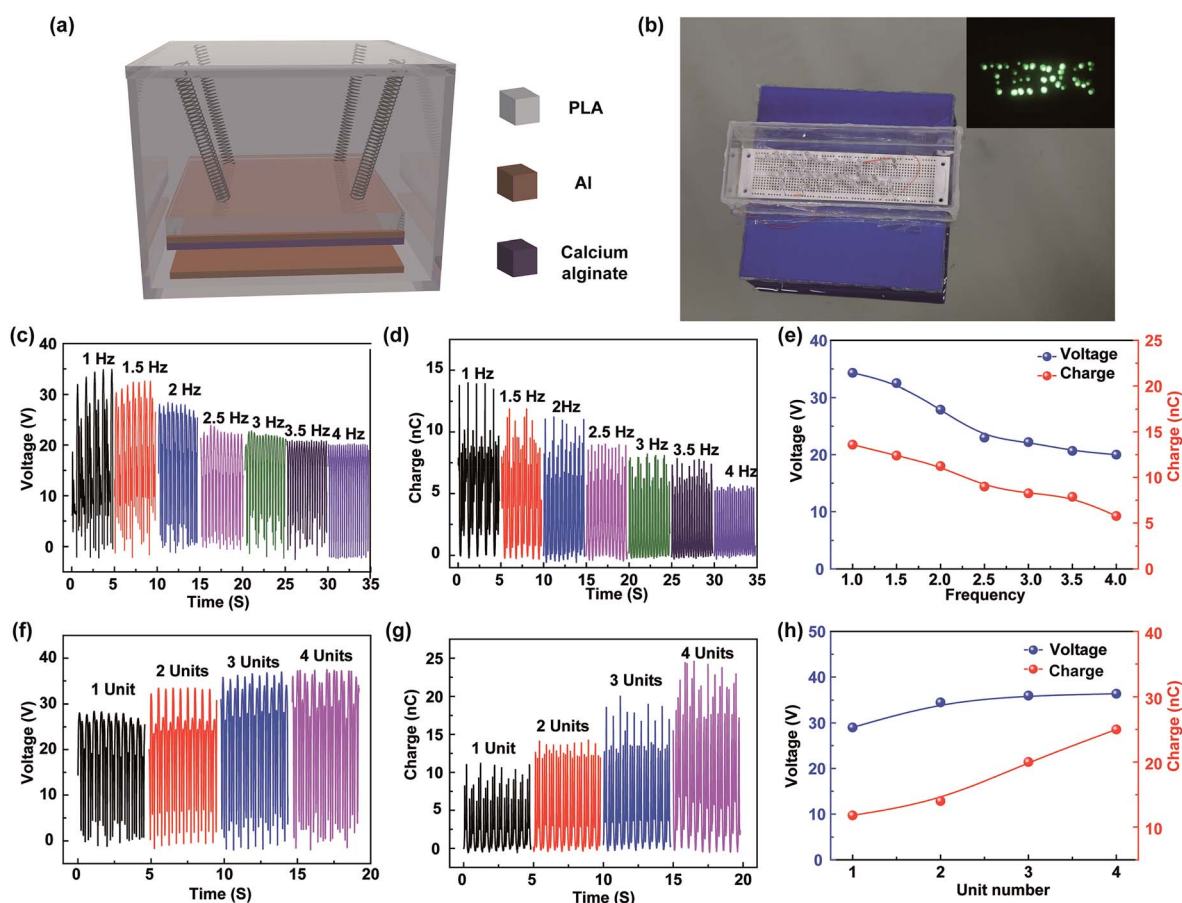 (a)
PLA
Al
Calcium
alginate
(b)
TENG
(c)
Voltage (V)
40
30
20
10
0
1 Hz
1.5 Hz
2 Hz
2.5 Hz
3 Hz
3.5 Hz
4 Hz
0 5 10 15 20 25 30 35
Time (S)
(d)
Charge (nC)
15
10
5
0
1 Hz
1.5 Hz
2Hz
2.5 Hz
3 Hz
3.5 Hz
4 Hz
0 5 10 15 20 25 30 35
Time (S)
(e)
Voltage (V)
40
30
20
10
0
Voltage
Charge
25
20
15
10
5
0
Charge (nC)
1.0 1.5 2.0 2.5 3.0 3.5 4.0
Frequency
(f)
Voltage (V)
40
30
20
10
0
1 Unit
2 Units
3 Units
4 Units
0 5 10 15 20
Time (S)
(g)
Charge (nC)
25
20
15
10
5
0
1 Unit
2 Units
3 Units
4 Units
0 5 10 15 20
Time (S)
(h)
Voltage (V)
50
40
30
20
10
0
Voltage
Charge
40
30
20
10
Charge (nC)
1 2 3 4
Unit number